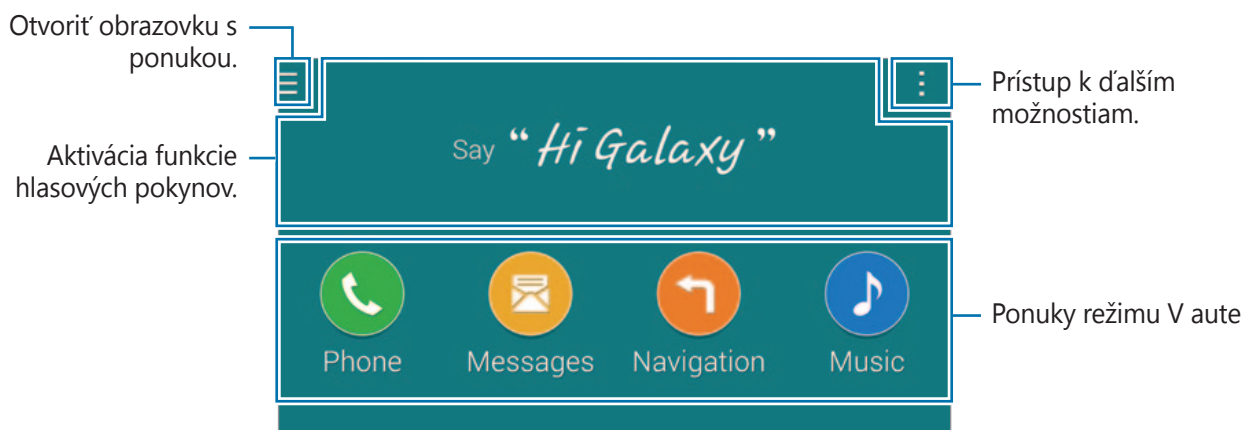 Otvoriť obrazovku s
ponukou.
Prístup k ďalším
možnostiam.
Say “Hi Galaxy”
Aktivácia funkcie
hlasových pokynov.
Phone
Messages
Navigation
Music
Ponuky režimu V aute